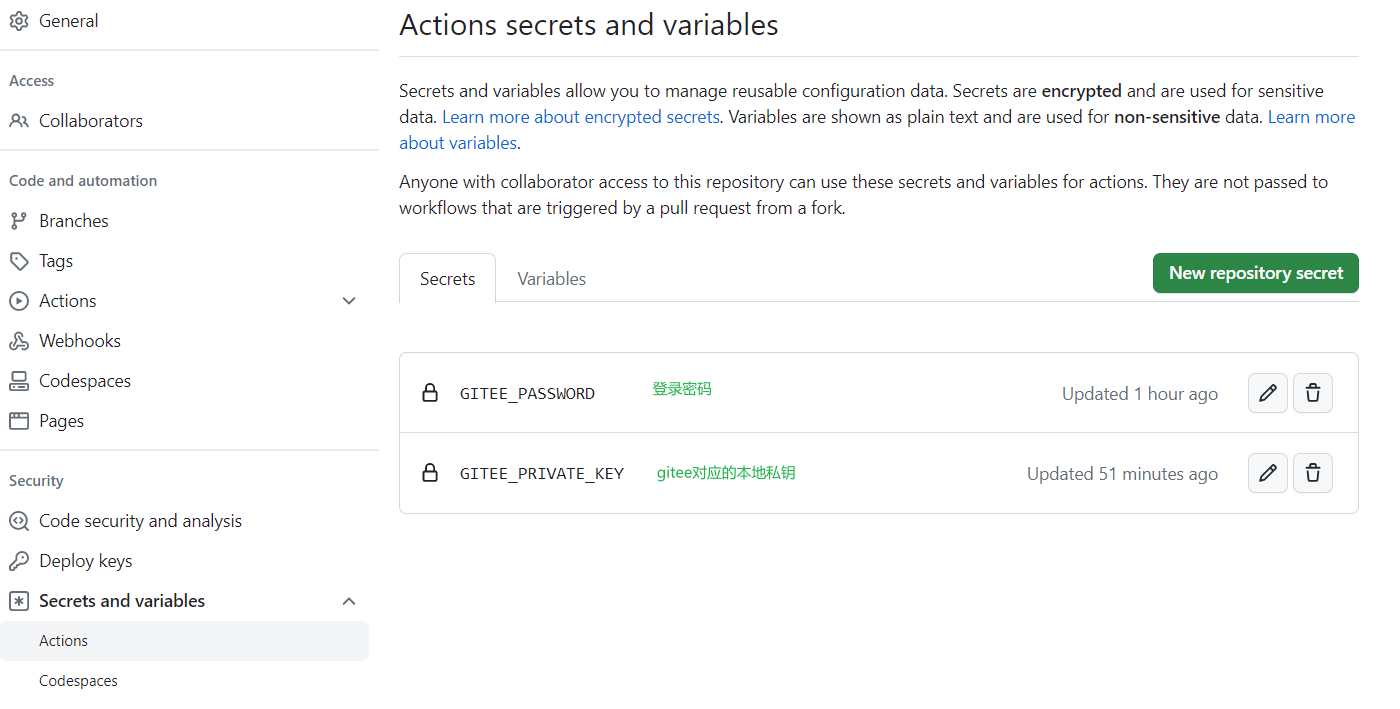 General
Access
Collaborators
Code and automation
Branches
Tags
Actions
Webhooks
Codespaces
Pages
Security
Code security and analysis
Deploy keys
Secrets and variables
Actions
Codespaces
Actions secrets and variables
Secrets and variables allow you to manage reusable configuration data. Secrets are encrypted and are used for sensitive
data. Learn more about encrypted secrets. Variables are shown as plain text and are used for non-sensitive data. Learn more
about variables.
Anyone with collaborator access to this repository can use these secrets and variables for actions. They are not passed to
workflows that are triggered by a pull request from a fork.
Secrets Variables New repository secret
GITEE_PASSWORD 登录密码 Updated 1 hour ago
GITEE_PRIVATE_KEY gitee对应的本地私钥 Updated 51 minutes ago